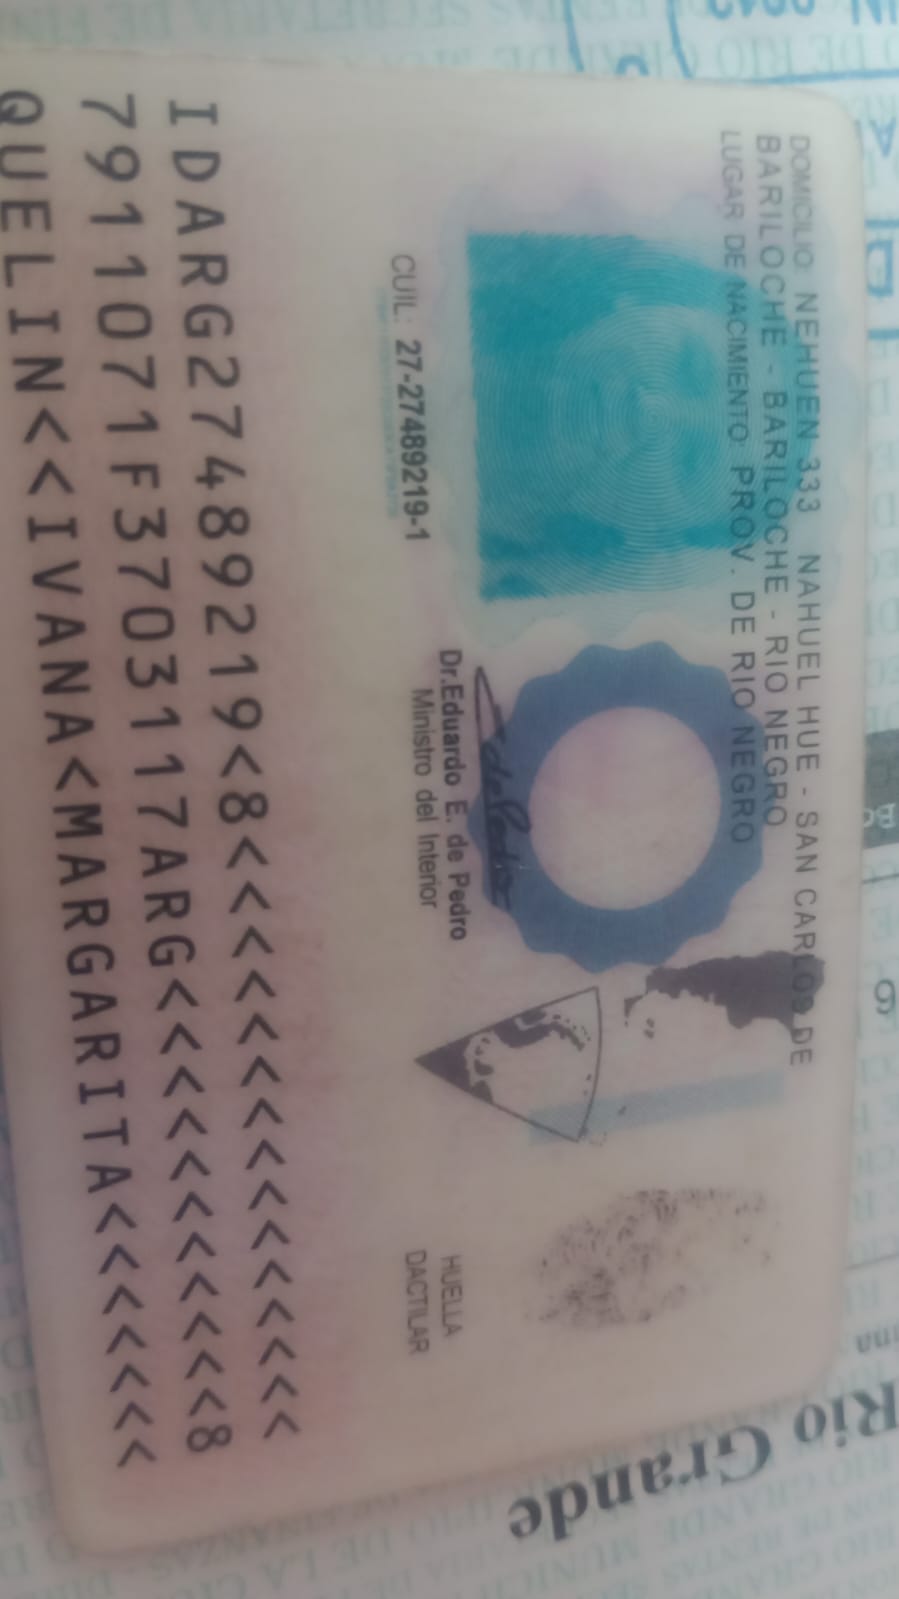 DOMICILIO: NEHUEN 333 NAHUEL HUE - SAN CARLOS DE
BARILOCHE - BARILOCHE - RIO NEGRO
LUGAR DE NACIMIENTO: PROV. DE RIO NEGRO
CUIL: 27-27489219-1
Dr.Eduardo E. de Pedro
Ministro del Interior
HUELLA
DACTILAR
IDARG27489219<8<<<<<<<<<<<<<<<
7911071F3703117ARG<<<<<<<<<<<8
QUELIN<<IVANA<MARGARITA<<<<<<<
Rio Grande